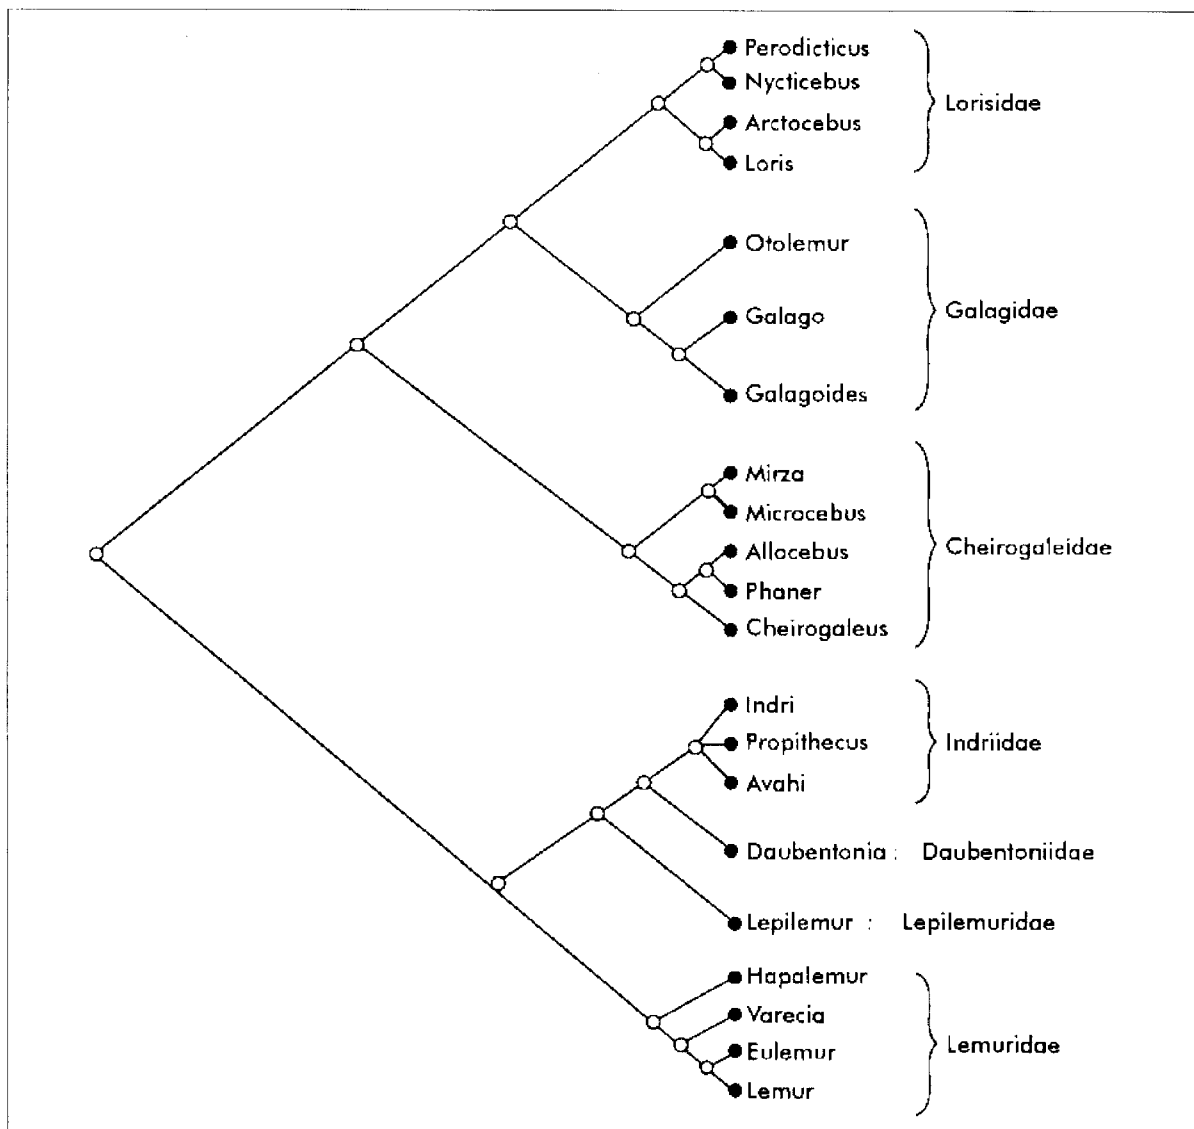 Perodicticus
Nycticebus
Lorisidae
Arctocebus
Loris
Otolemur
Galago
Galagidae
Galagoides
Mirza
Microcebus
Cheirogaleidae
Allocebus
Phaner
Cheirogaleus
Indri
Propithecus
Indriidae
Avahi
Daubentonia : Daubentoniidae
Lepilemur : Lepilemuridae
Hapalemur
Varecia
Eulemur
Lemuridae
Lemur